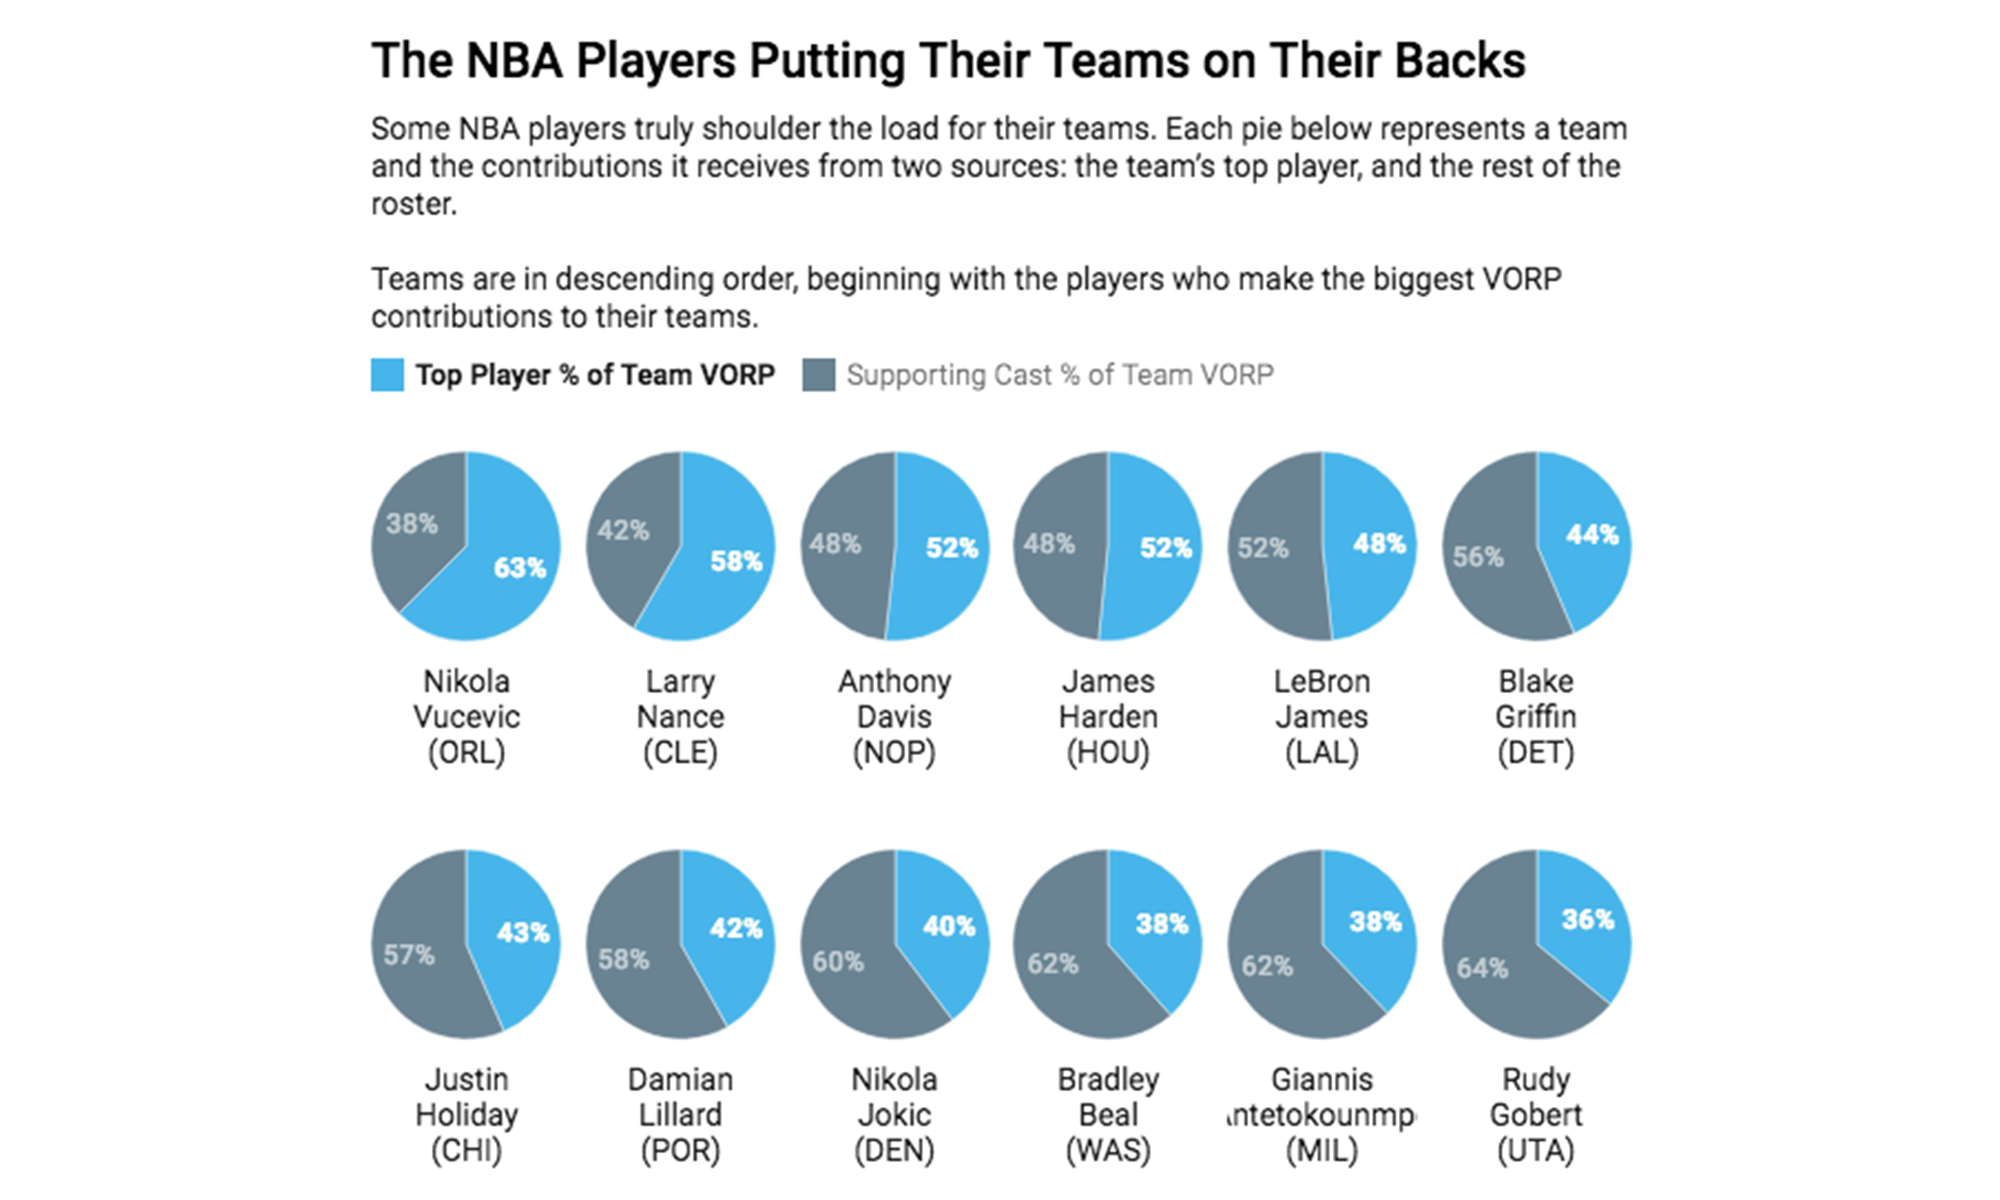 The NBA Players Putting Their Teams on Their Backs
Some NBA players truly shoulder the load for their teams. Each pie below represents a team
and the contributions it receives from two sources: the team's top player, and the rest of the
roster.
Teams are in descending order, beginning with the players who make the biggest VORP
contributions to their teams.
Top Player % of Team VORP Supporting Cast % of Team VORP
38% 63% 42% 58% 48% 52% 48% 52% 52% 48% 56% 44%
Nikola Larry Anthony James LeBron Blake
Vucevic Nance Davis Harden James Griffin
(ORL) (CLE) (NOP) (HOU) (LAL) (DET)
57% 43% 58% 42% 60% 40% 62% 38% 62% 38% 64% 36%
Justin Damian Nikola Bradley Giannis Rudy
Holiday Lillard Jokic Beal ntetokounmp Gobert
(CHI) (POR) (DEN) (WAS) (MIL) (UTA)